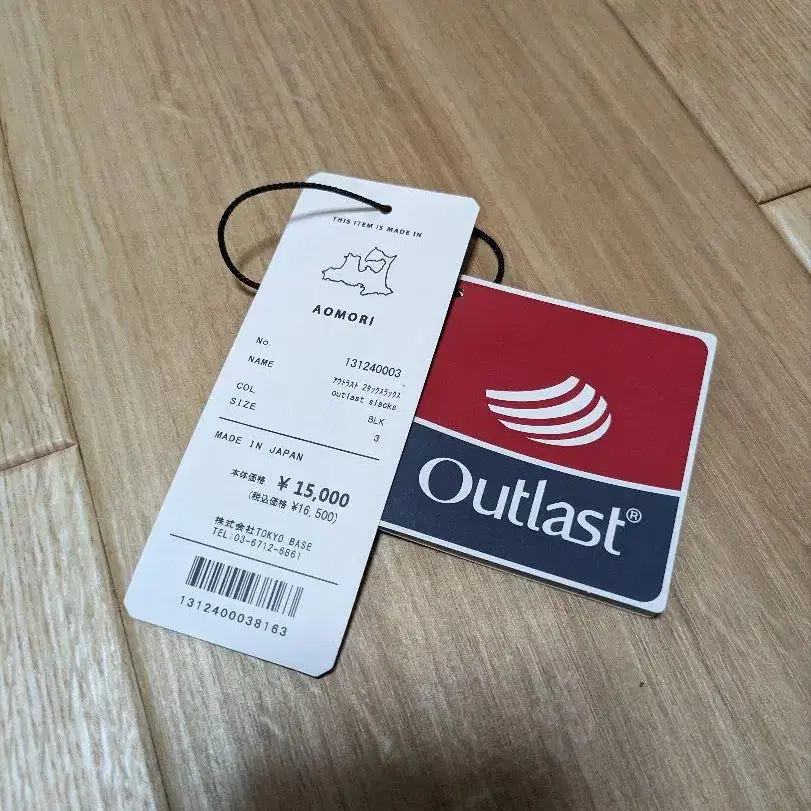 THIS ITEM IS MADE IN
AOMORI
No. 131240003
NAME アウトラスト 2タックスラックス
outlast slacks
COL BLK
SIZE 3
MADE IN JAPAN
本体価格 ¥15,000
(税込価格 ¥16,500)
株式会社TOKYO BASE
TEL:03-6712-6861
1312400038163
Outlast®